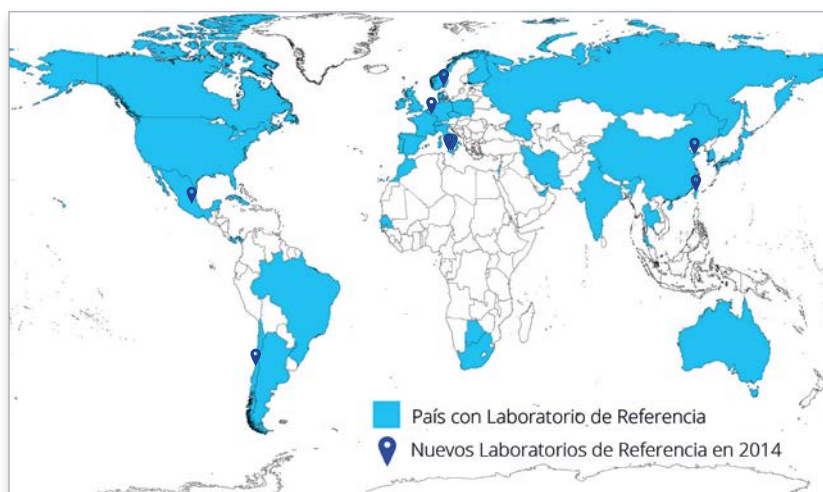 País con Laboratorio de Referencia
Nuevos Laboratorios de Referencia en 2014